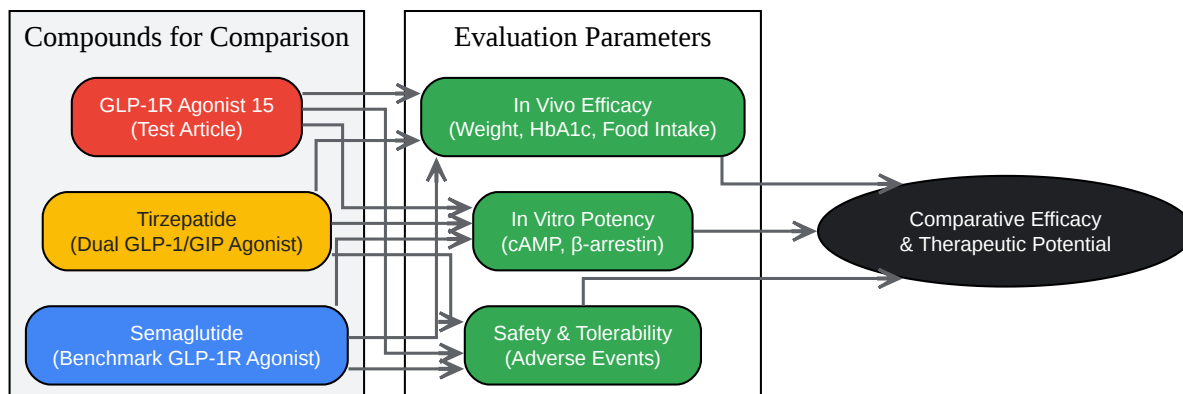 Compounds for Comparison
GLP-1R Agonist 15
(Test Article)
Tirzepatide
(Dual GLP-1/GIP Agonist)
Semaglutide
(Benchmark GLP-1R Agonist)
Evaluation Parameters
In Vivo Efficacy
(Weight, HbA1c, Food Intake)
In Vitro Potency
(cAMP, β-arrestin)
Safety & Tolerability
(Adverse Events)
Comparative Efficacy
& Therapeutic Potential